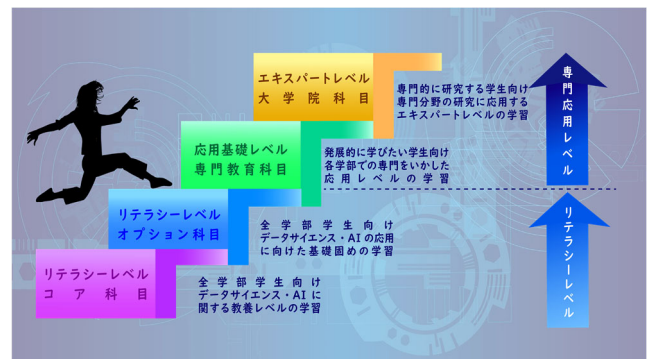 エキスパートレベル
大学院科目
専門的に研究する学生向け
専門分野の研究に応用する
エキスパートレベルの学習
応用基礎レベル
専門教育科目
発展的に学びたい学生向け
各学部での専門をいかした
応用レベルの学習
リテラシーレベル
オプション科目
全学部学生向け
データサイエンス・AIの応用
に向けた基礎固めの学習
リテラシーレベル
コア科目
全学部学生向け
データサイエンス・AIに
関する教養レベルの学習
専門応用レベル
リテラシーレベル